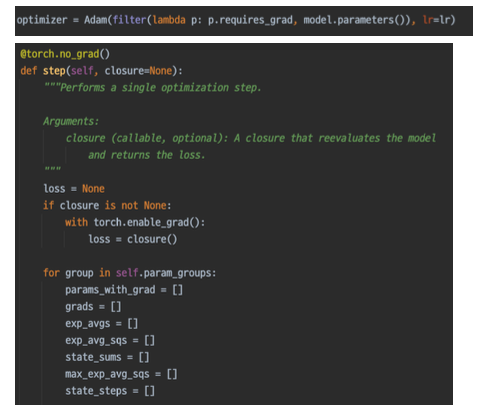 optimizer = Adam(filter(lambda p: p.requires_grad, model.parameters()), lr=lr)
@torch.no_grad()
def step(self, closure=None):
"""Performs a single optimization step.
Arguments:
closure (callable, optional): A closure that reevaluates the model
and returns the loss.
"""
loss = None
if closure is not None:
with torch.enable_grad():
loss = closure()
for group in self.param_groups:
params_with_grad = []
grads = []
exp_avgs = []
exp_avg_sqs = []
state_sums = []
max_exp_avg_sqs = []
state_steps = []